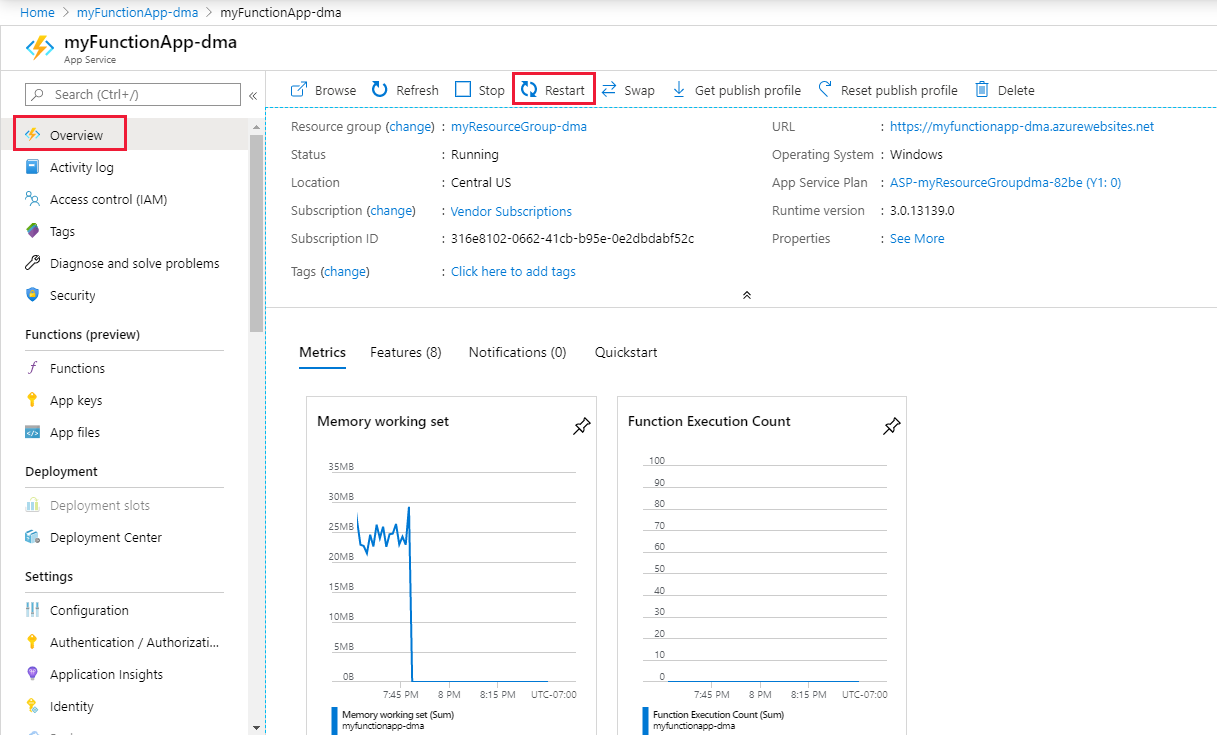 Home > myFunctionApp-dma > myFunctionApp-dma
myFunctionApp-dma
App Service
Search (Ctrl+/)
«
Overview
Activity log
Access control (IAM)
Tags
Diagnose and solve problems
Security
Functions (preview)
Functions
App keys
App files
Deployment
Deployment slots
Deployment Center
Settings
Configuration
Authentication / Authorizati...
Application Insights
Identity
Browse Refresh Stop Restart Swap Get publish profile Reset publish profile Delete
Resource group (change) : myResourceGroup-dma
Status : Running
Location : Central US
Subscription (change) : Vendor Subscriptions
Subscription ID : 316e8102-0662-41cb-b95e-0e2dbdabf52c
Tags (change) : Click here to add tags
URL : https://myfunctionapp-dma.azurewebsites.net
Operating System : Windows
App Service Plan : ASP-myResourceGroupdma-82be (Y1: 0)
Runtime version : 3.0.13139.0
Properties : See More
Metrics Features (8) Notifications (0) Quickstart
Memory working set
35MB
30MB
25MB
20MB
15MB
10MB
5MB
0B
7:45 PM 8 PM 8:15 PM UTC-07:00
Memory working set (Sum)
myfunctionapp-dma
Function Execution Count
100
90
80
70
60
50
40
30
20
10
0
7:45 PM 8 PM 8:15 PM UTC-07:00
Function Execution Count (Sum)
myfunctionapp-dma